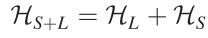 ℋ_{S+L} = ℋ_L + ℋ_S